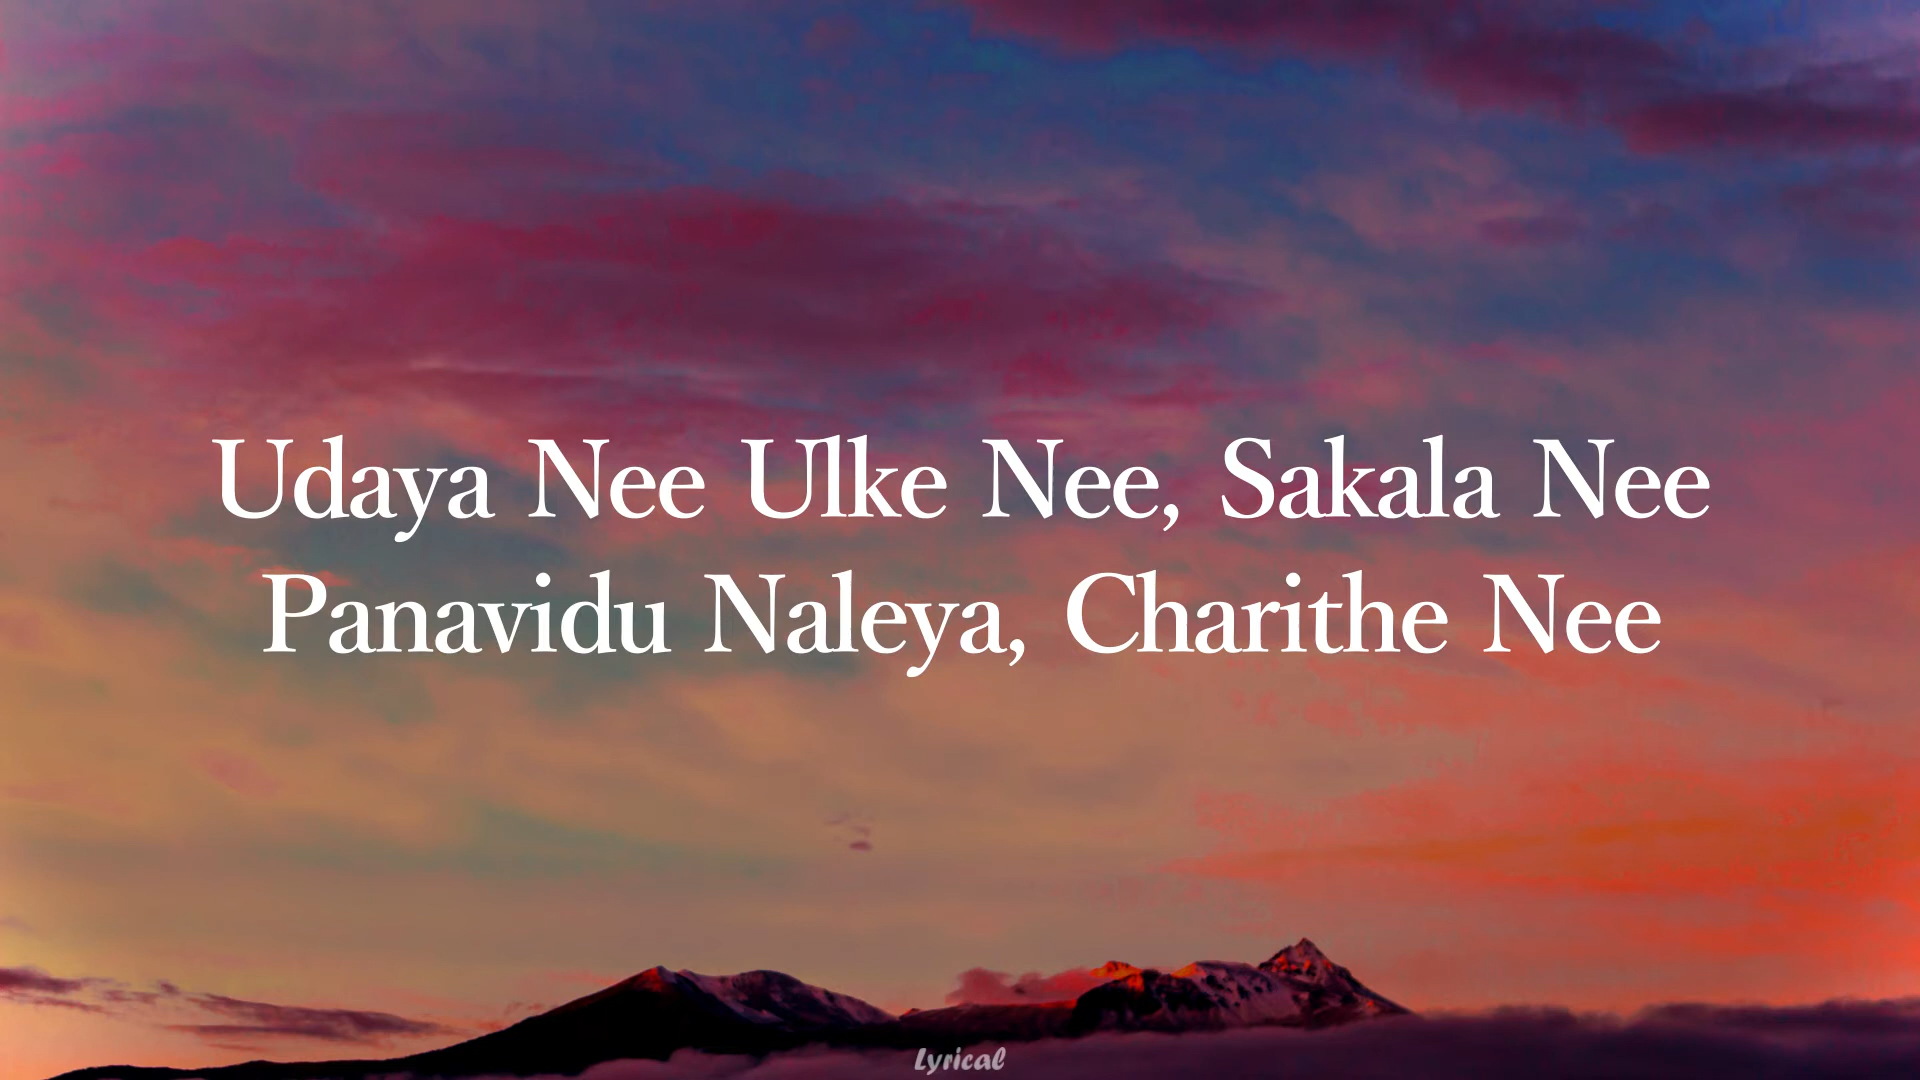 Udaya Nee Ulke Nee, Sakala Nee
Panavidu Naleya, Charithe Nee
Lyrical